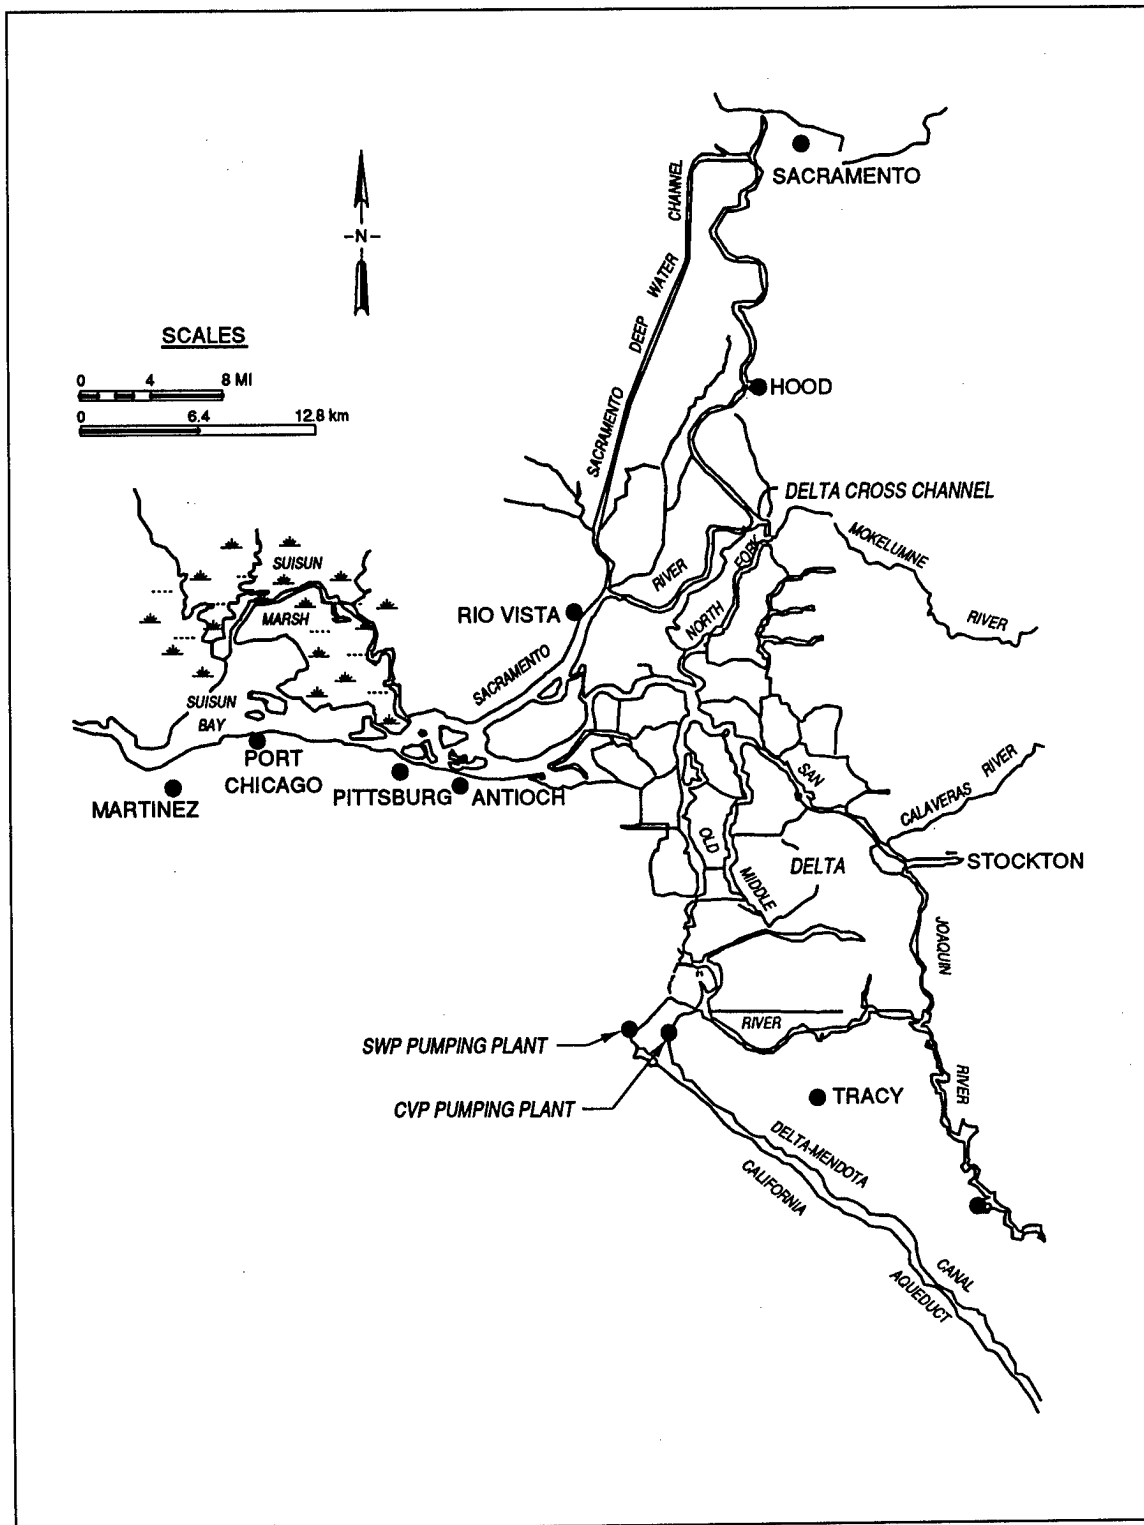 SACRAMENTO
CHANNEL
-N-
WATER
DEEP
SCALES
0 4 8 MI
0 6.4 12.8 km
HOOD
SACRAMENTO
DELTA CROSS CHANNEL
MOKELUMNE
SUISUN
FORK
RIVER
MARSH
RIO VISTA
NORTH
RIVER
SACRAMENTO
SUISUN
BAY
PORT
CHICAGO
SAN
RIVER
PITTSBURG
ANTIOCH
MARTINEZ
CALAVERAS
OLD
DELTA
STOCKTON
MIDDLE
JOAQUIN
RIVER
SWP PUMPING PLANT
RIVER
TRACY
CVP PUMPING PLANT
DELTA-MENDOTA
CALIFORNIA
CANAL
AQUEDUCT